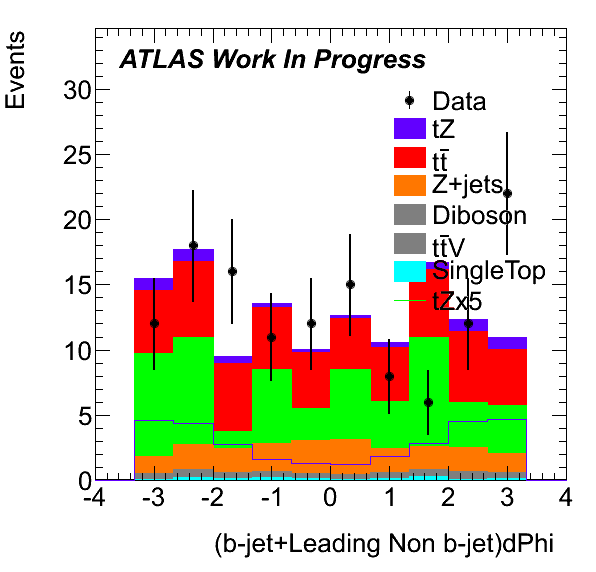 Events
ATLAS Work In Progress
Data
tZ
tt̄
Z+jets
Diboson
tt̄V
SingleTop
tZx5
30
25
20
15
10
5
0
-4 -3 -2 -1 0 1 2 3 4
(b-jet+Leading Non b-jet)dPhi